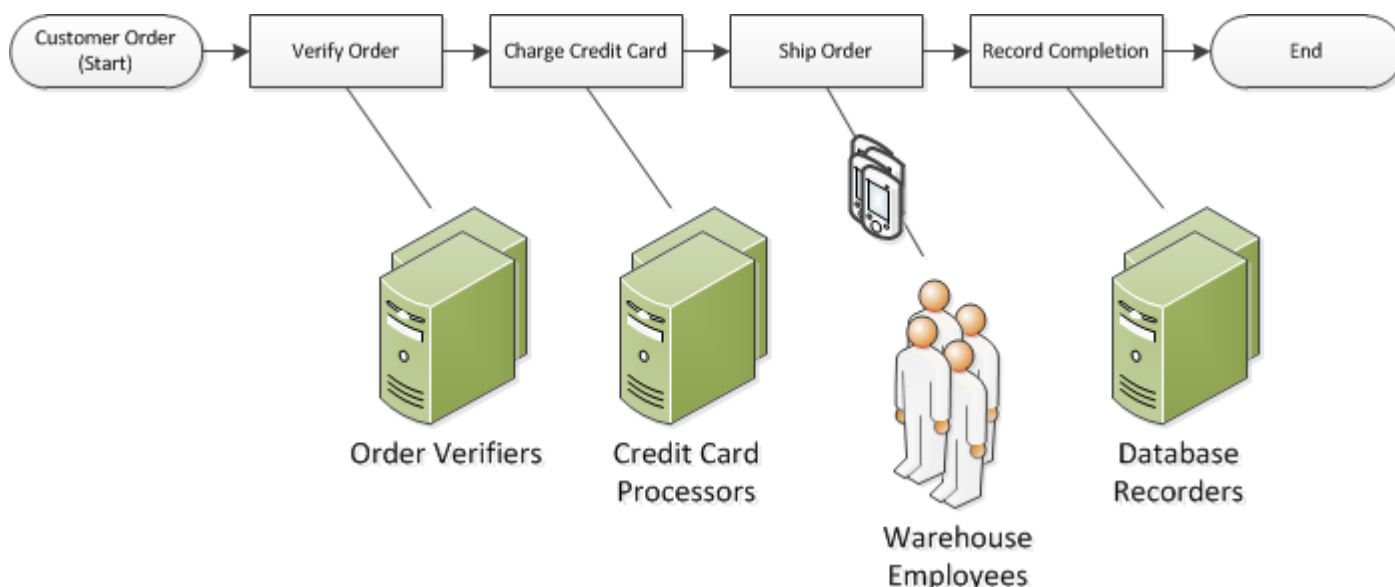 Customer Order
(Start)
Verify Order
Charge Credit Card
Ship Order
Record Completion
End
Order Verifiers
Credit Card
Processors
Warehouse
Employees
Database
Recorders